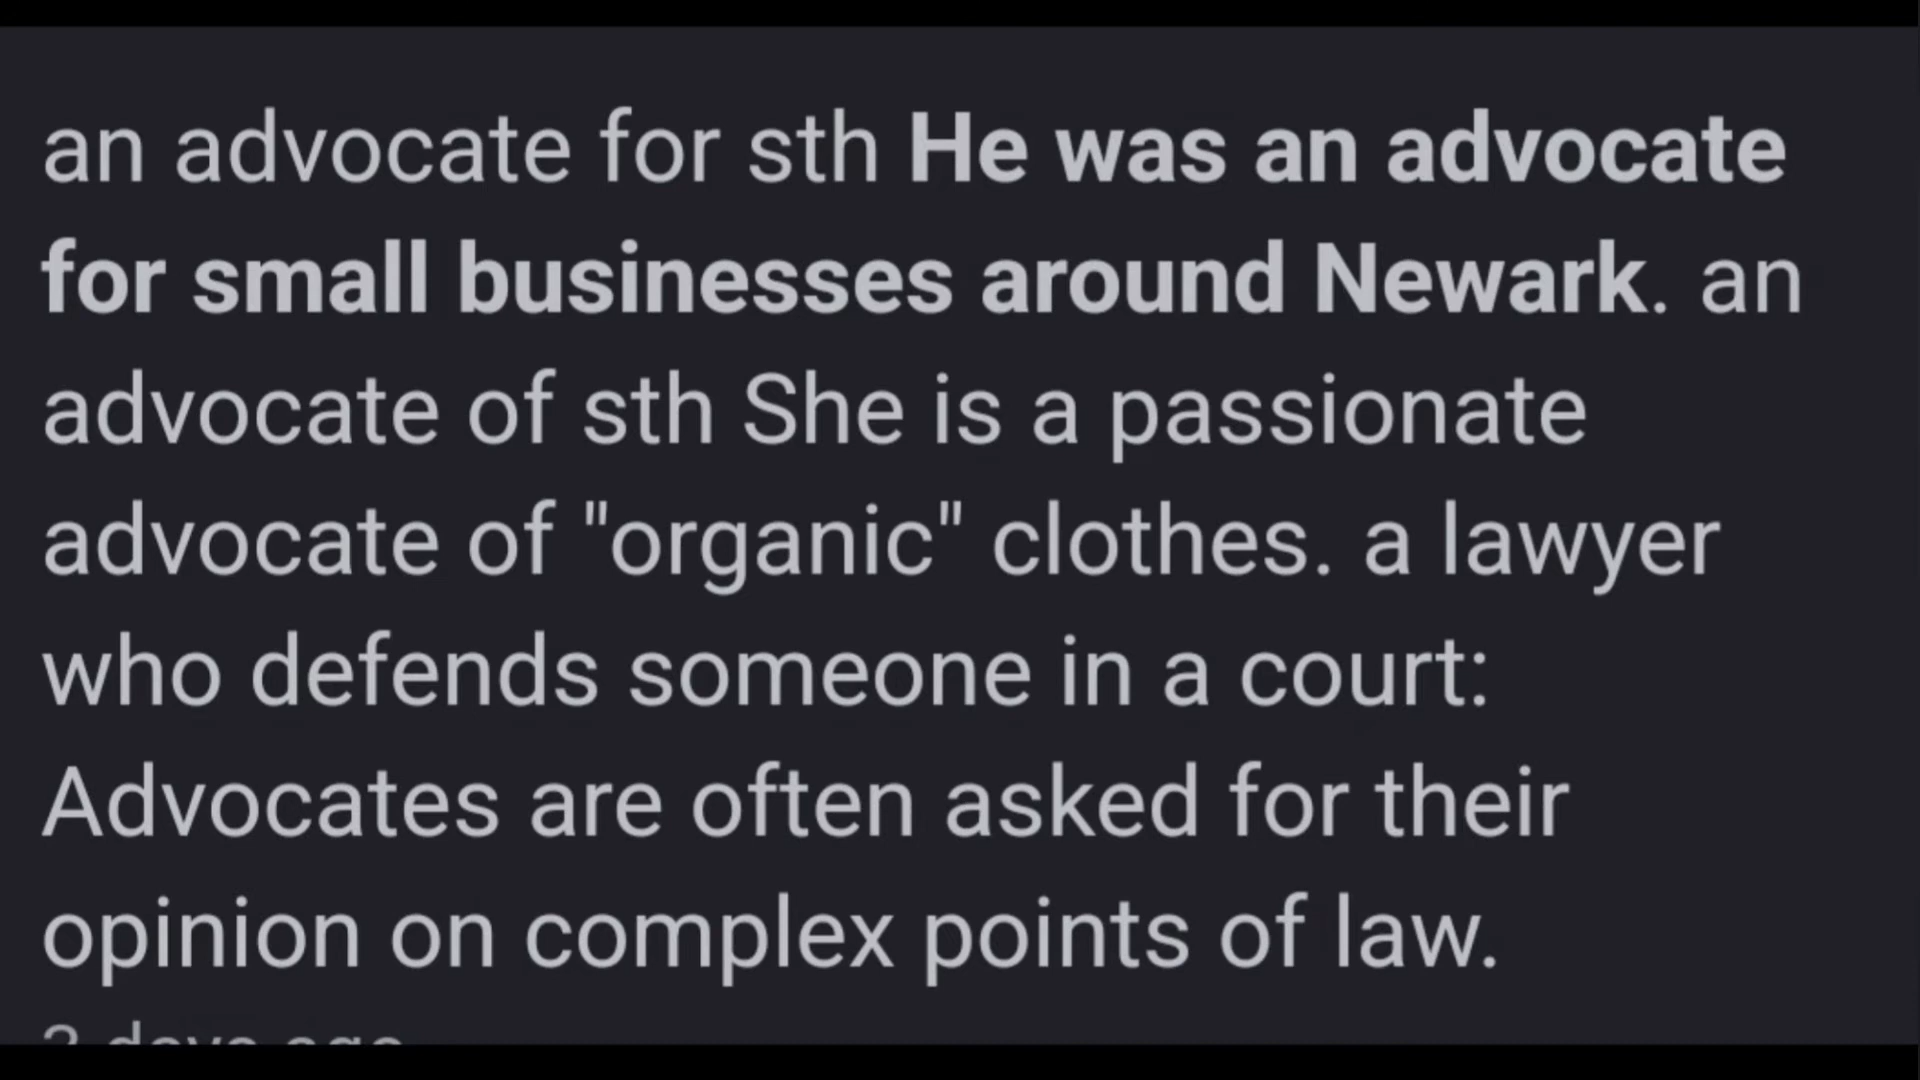 an advocate for sth He was an advocate
for small businesses around Newark. an
advocate of sth She is a passionate
advocate of "organic" clothes. a lawyer
who defends someone in a court:
Advocates are often asked for their
opinion on complex points of law.
days ago